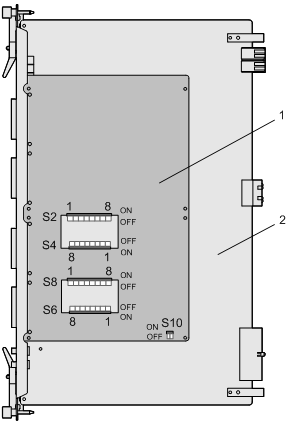 1
1 8 ON
S2 OFF
2
S4 OFF
8 1 ON
1 8 ON
S8 OFF
S6 OFF
8 1 ON
ON S10
OFF